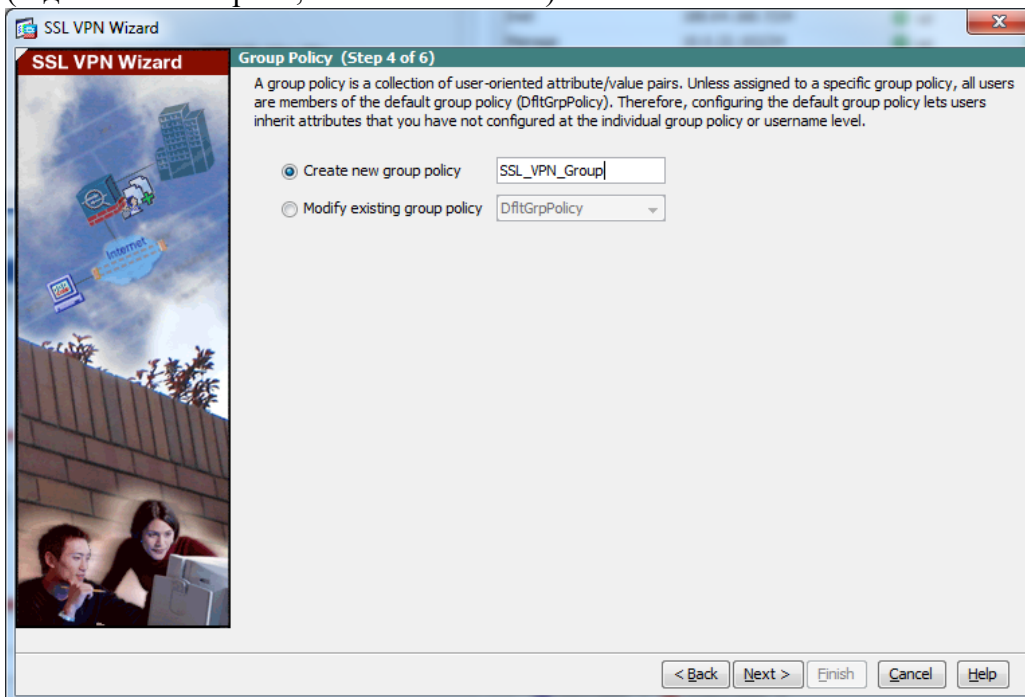 SSL VPN Wizard
SSL VPN Wizard
Group Policy (Step 4 of 6)
A group policy is a collection of user-oriented attribute/value pairs. Unless assigned to a specific group policy, all users
are members of the default group policy (DfltGrpPolicy). Therefore, configuring the default group policy lets users
inherit attributes that you have not configured at the individual group policy or username level.
Create new group policy SSL_VPN_Group
Modify existing group policy DfltGrpPolicy
Internet
< Back Next > Finish Cancel Help